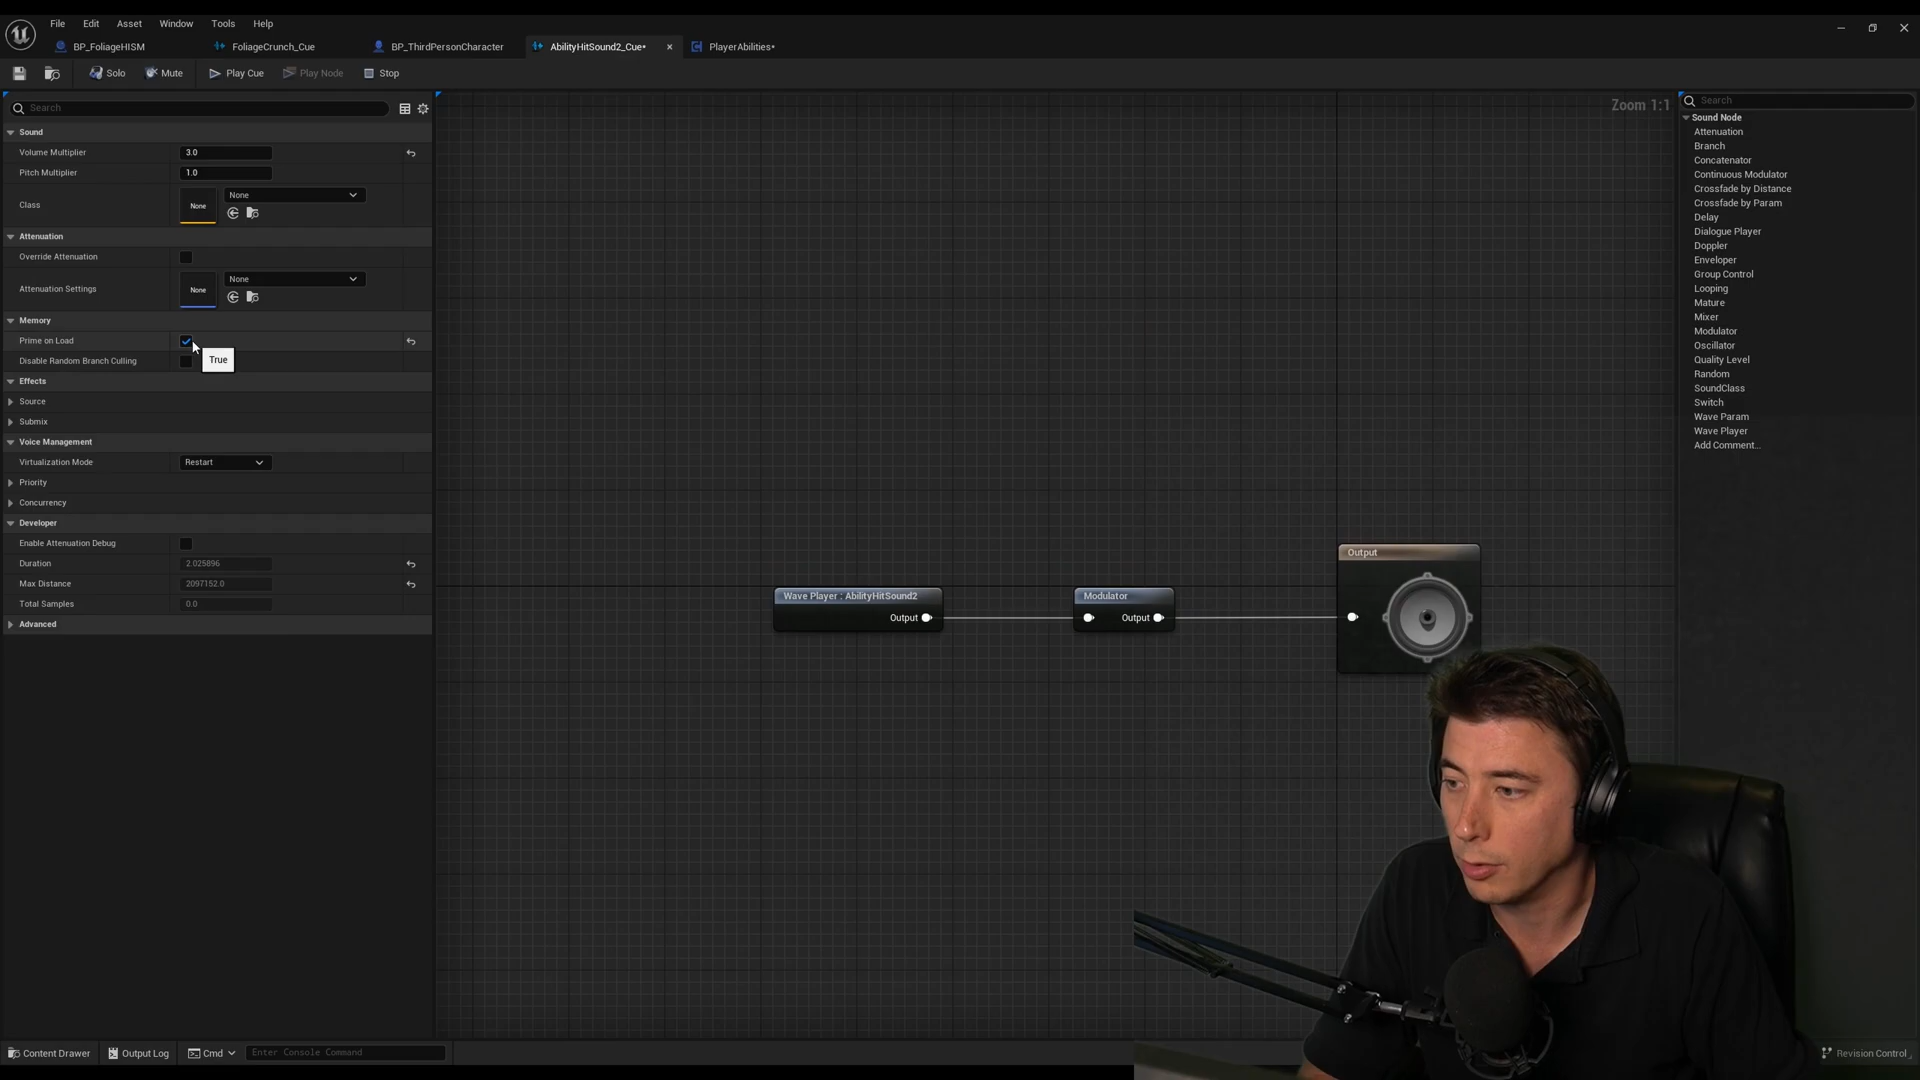 File Edit Asset Window Tools Help
BP_FoliageHISM FoliageCrunch_Cue BP_ThirdPersonCharacter AbilityHitSound2_Cue* PlayerAbilities*
Solo Mute Play Cue Play Node Stop
Search
Sound
Volume Multiplier 3.0
Pitch Multiplier 1.0
Class None None
Attenuation
Override Attenuation
Attenuation Settings None None
Memory
Prime on Load
True
Disable Random Branch Culling
Effects
Source
Submix
Voice Management
Virtualization Mode Restart
Priority
Concurrency
Developer
Enable Attenuation Debug
Duration 2.025896
Max Distance 2097152.0
Total Samples 0.0
Advanced
Zoom 1:1
Wave Player : AbilityHitSound2
Output
Modulator
Output
Output
Search
Sound Node
Attenuation
Branch
Concatenator
Continuous Modulator
Crossfade by Distance
Crossfade by Param
Delay
Dialogue Player
Doppler
Enveloper
Group Control
Looping
Mature
Mixer
Modulator
Oscillator
Quality Level
Random
SoundClass
Switch
Wave Param
Wave Player
Add Comment...
Content Drawer Output Log Cmd Enter Console Command Revision Control